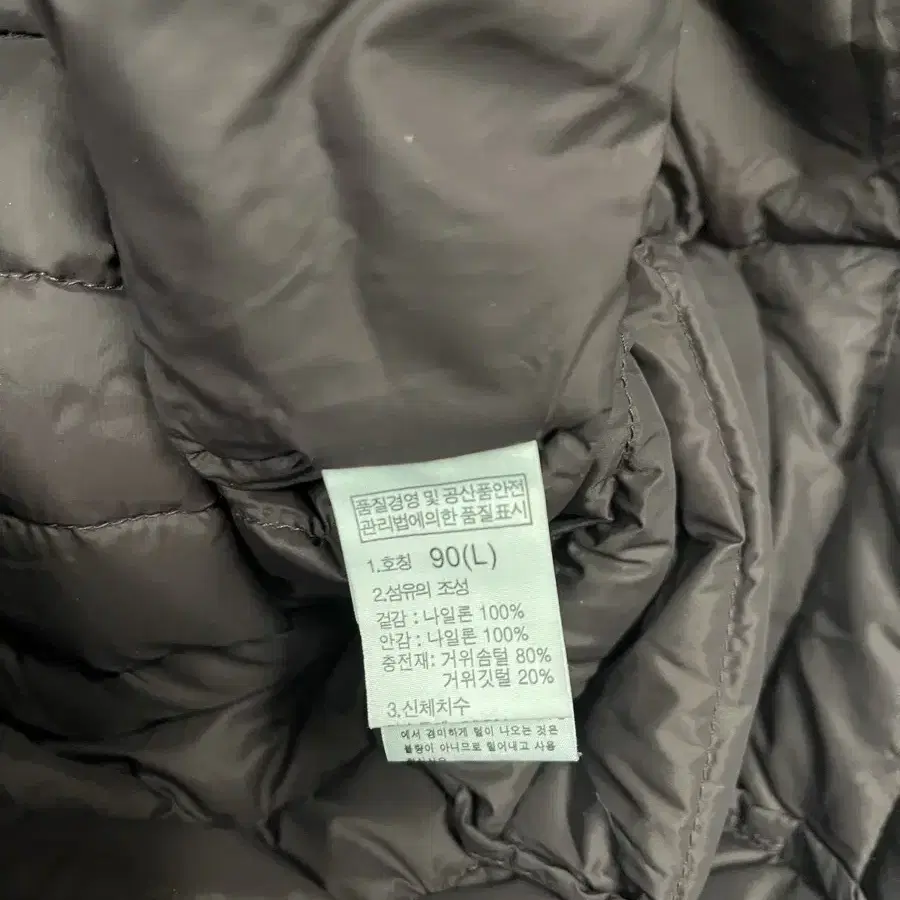 품질경영 및 공산품안전
관리법에의한 품질표시
1.호칭 90(L)
2.섬유의 조성
겉감 : 나일론 100%
안감 : 나일론 100%
충전재: 거위솜털 80%
거위깃털 20%
3.신체치수
에서 경미하게 털이 나오는 것은
불량이 아니므로 털어내고 사용